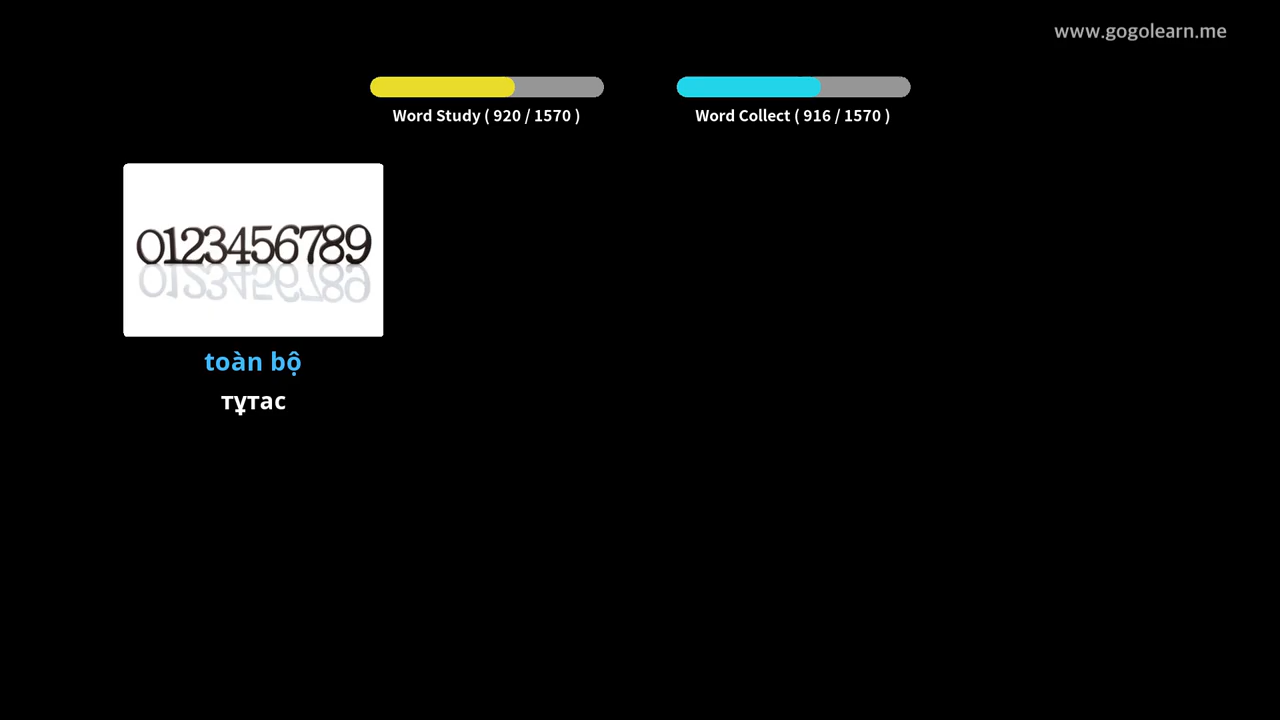 www.gogolearn.me
Word Study ( 920 / 1570 )
Word Collect ( 916 / 1570 )
0123456789
toàn bộ
тұтас